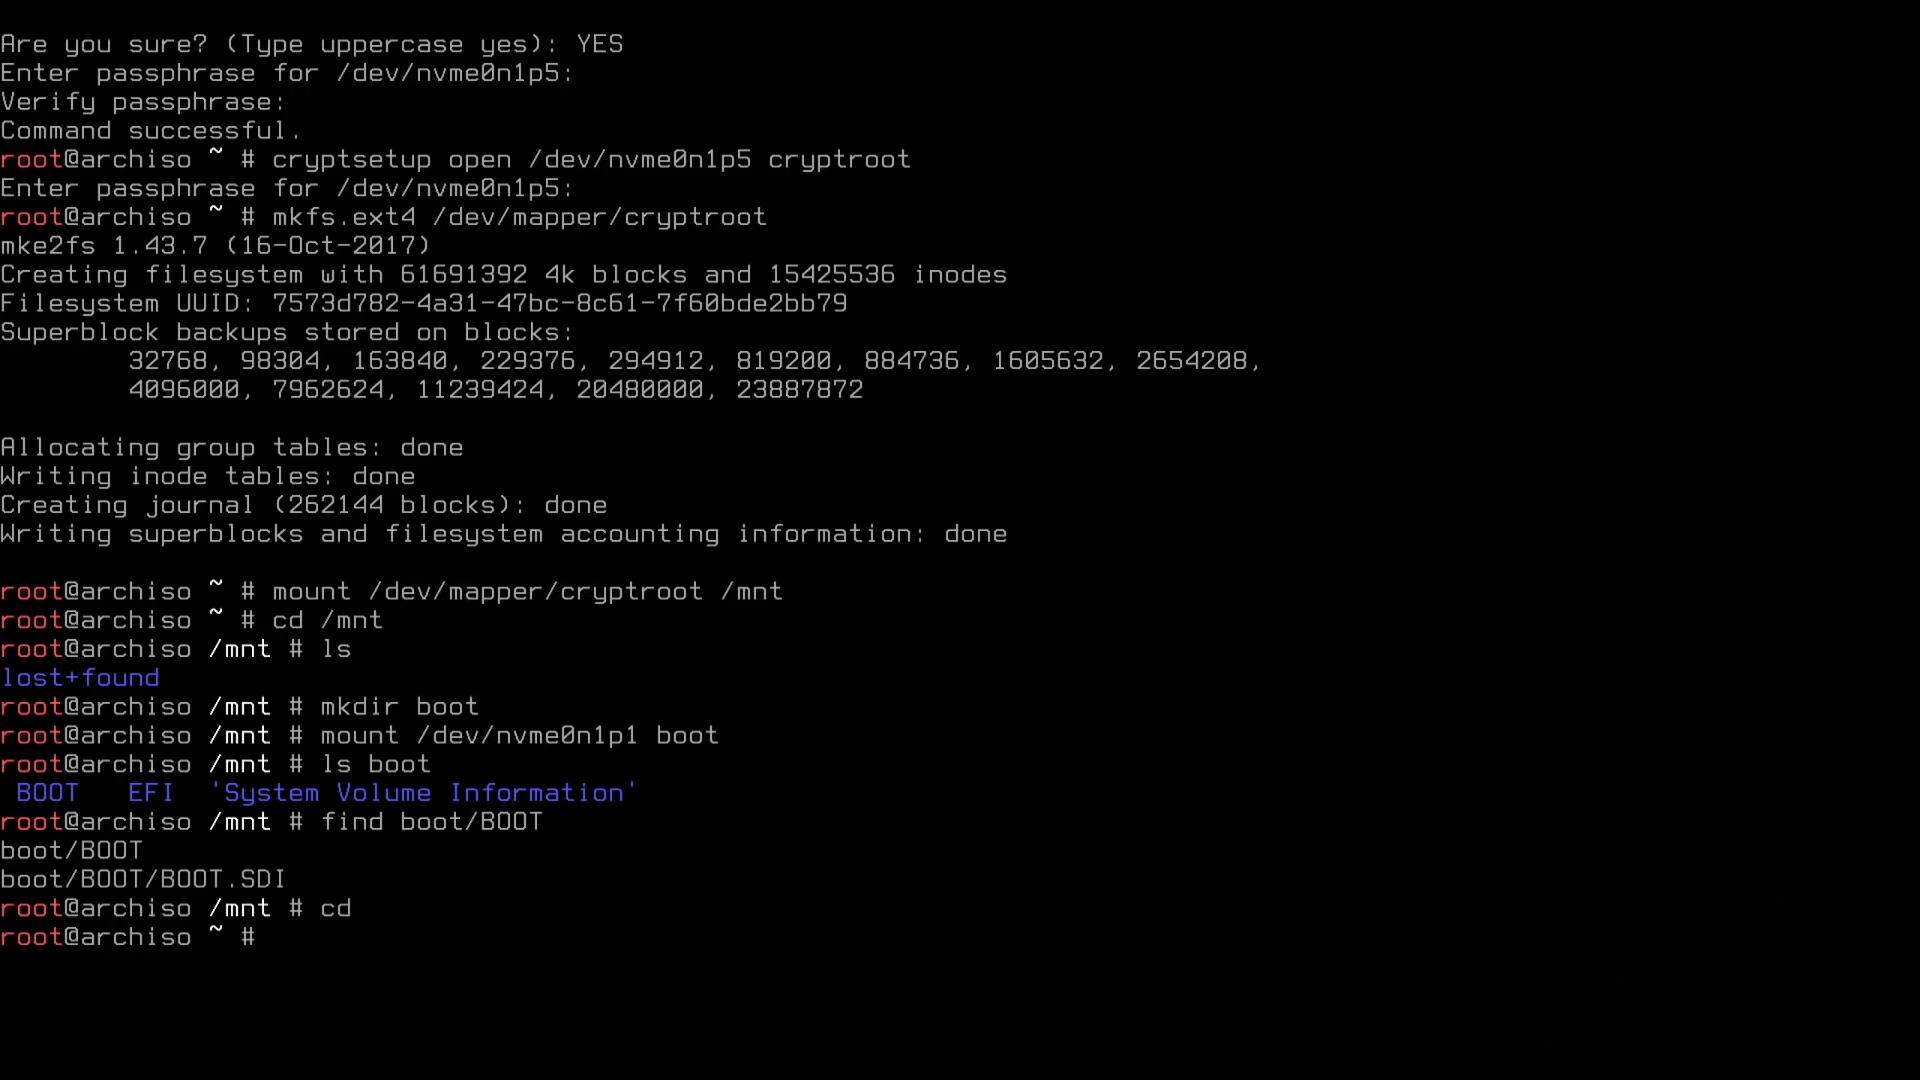 Are you sure? (Type uppercase yes): YES
Enter passphrase for /dev/nvme0n1p5:
Verify passphrase:
Command successful.
root@archiso ~ # cryptsetup open /dev/nvme0n1p5 cryptroot
Enter passphrase for /dev/nvme0n1p5:
root@archiso ~ # mkfs.ext4 /dev/mapper/cryptroot
mke2fs 1.43.7 (16-Oct-2017)
Creating filesystem with 61691392 4k blocks and 15425536 inodes
Filesystem UUID: 7573d782-4a31-47bc-8c61-7f60bde2bb79
Superblock backups stored on blocks:
        32768, 98304, 163840, 229376, 294912, 819200, 884736, 1605632, 2654208,
        4096000, 7962624, 11239424, 20480000, 23887872
Allocating group tables: done
Writing inode tables: done
Creating journal (262144 blocks): done
Writing superblocks and filesystem accounting information: done
root@archiso ~ # mount /dev/mapper/cryptroot /mnt
root@archiso ~ # cd /mnt
root@archiso /mnt # ls
lost+found
root@archiso /mnt # mkdir boot
root@archiso /mnt # mount /dev/nvme0n1p1 boot
root@archiso /mnt # ls boot
 BOOT   EFI  'System Volume Information'
root@archiso /mnt # find boot/BOOT
boot/BOOT
boot/BOOT/BOOT.SDI
root@archiso /mnt # cd
root@archiso ~ #